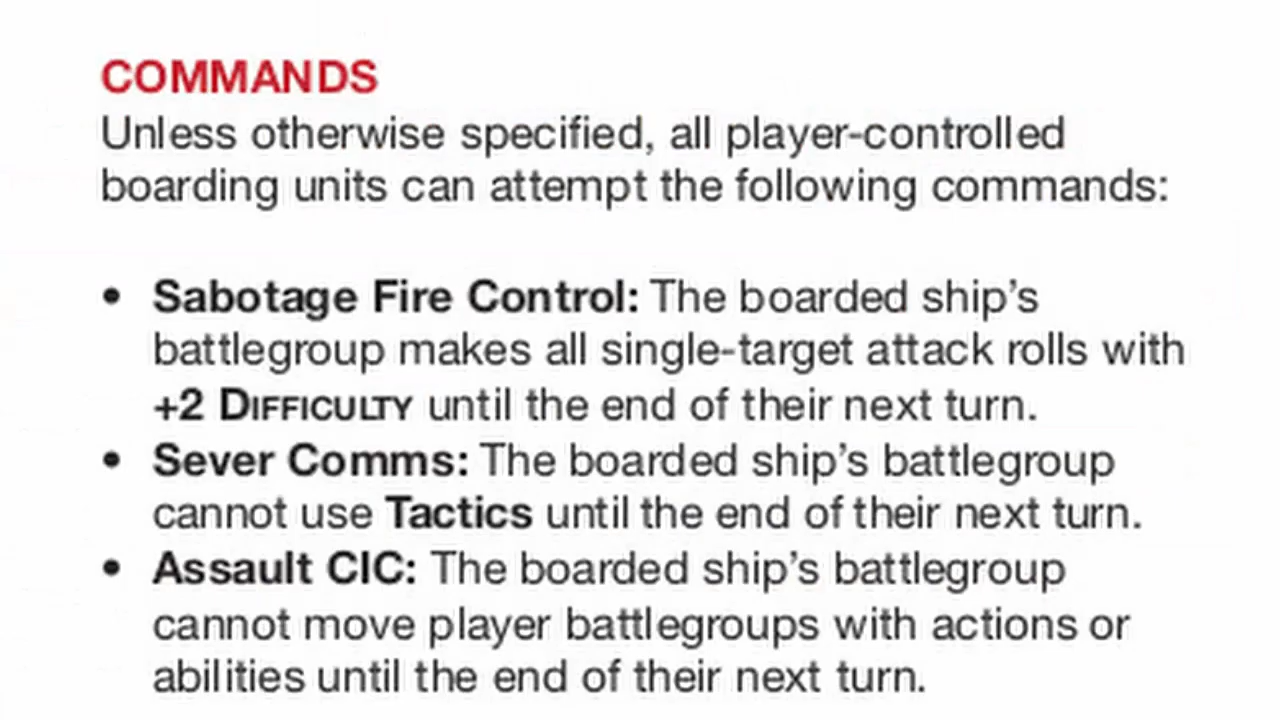 COMMANDS
Unless otherwise specified, all player-controlled
boarding units can attempt the following commands:
• Sabotage Fire Control: The boarded ship’s
battlegroup makes all single-target attack rolls with
+2 DIFFICULTY until the end of their next turn.
• Sever Comms: The boarded ship’s battlegroup
cannot use Tactics until the end of their next turn.
• Assault CIC: The boarded ship’s battlegroup
cannot move player battlegroups with actions or
abilities until the end of their next turn.